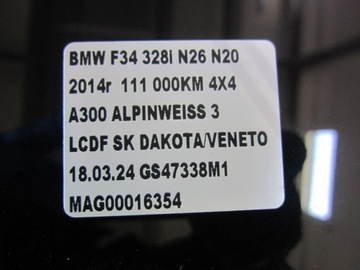 BMW F34 328i N26 N20
2014r 111 000KM 4X4
A300 ALPINWEISS 3
LCDF SK DAKOTA/VENETO
18.03.24 GS47338M1
MAG00016354